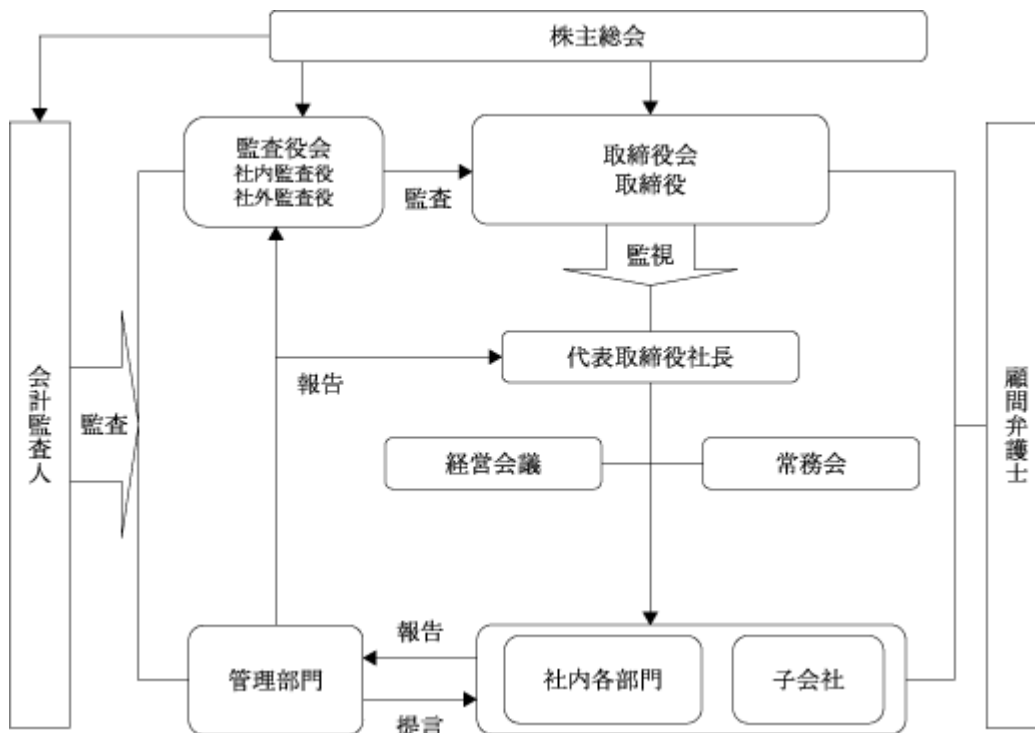 株主総会
監査役会
社内監査役
社外監査役
監査
取締役会
取締役
監視
代表取締役社長
報告
会計監査人
監査
顧問弁護士
経営会議
常務会
報告
管理部門
社内各部門
子会社
提言